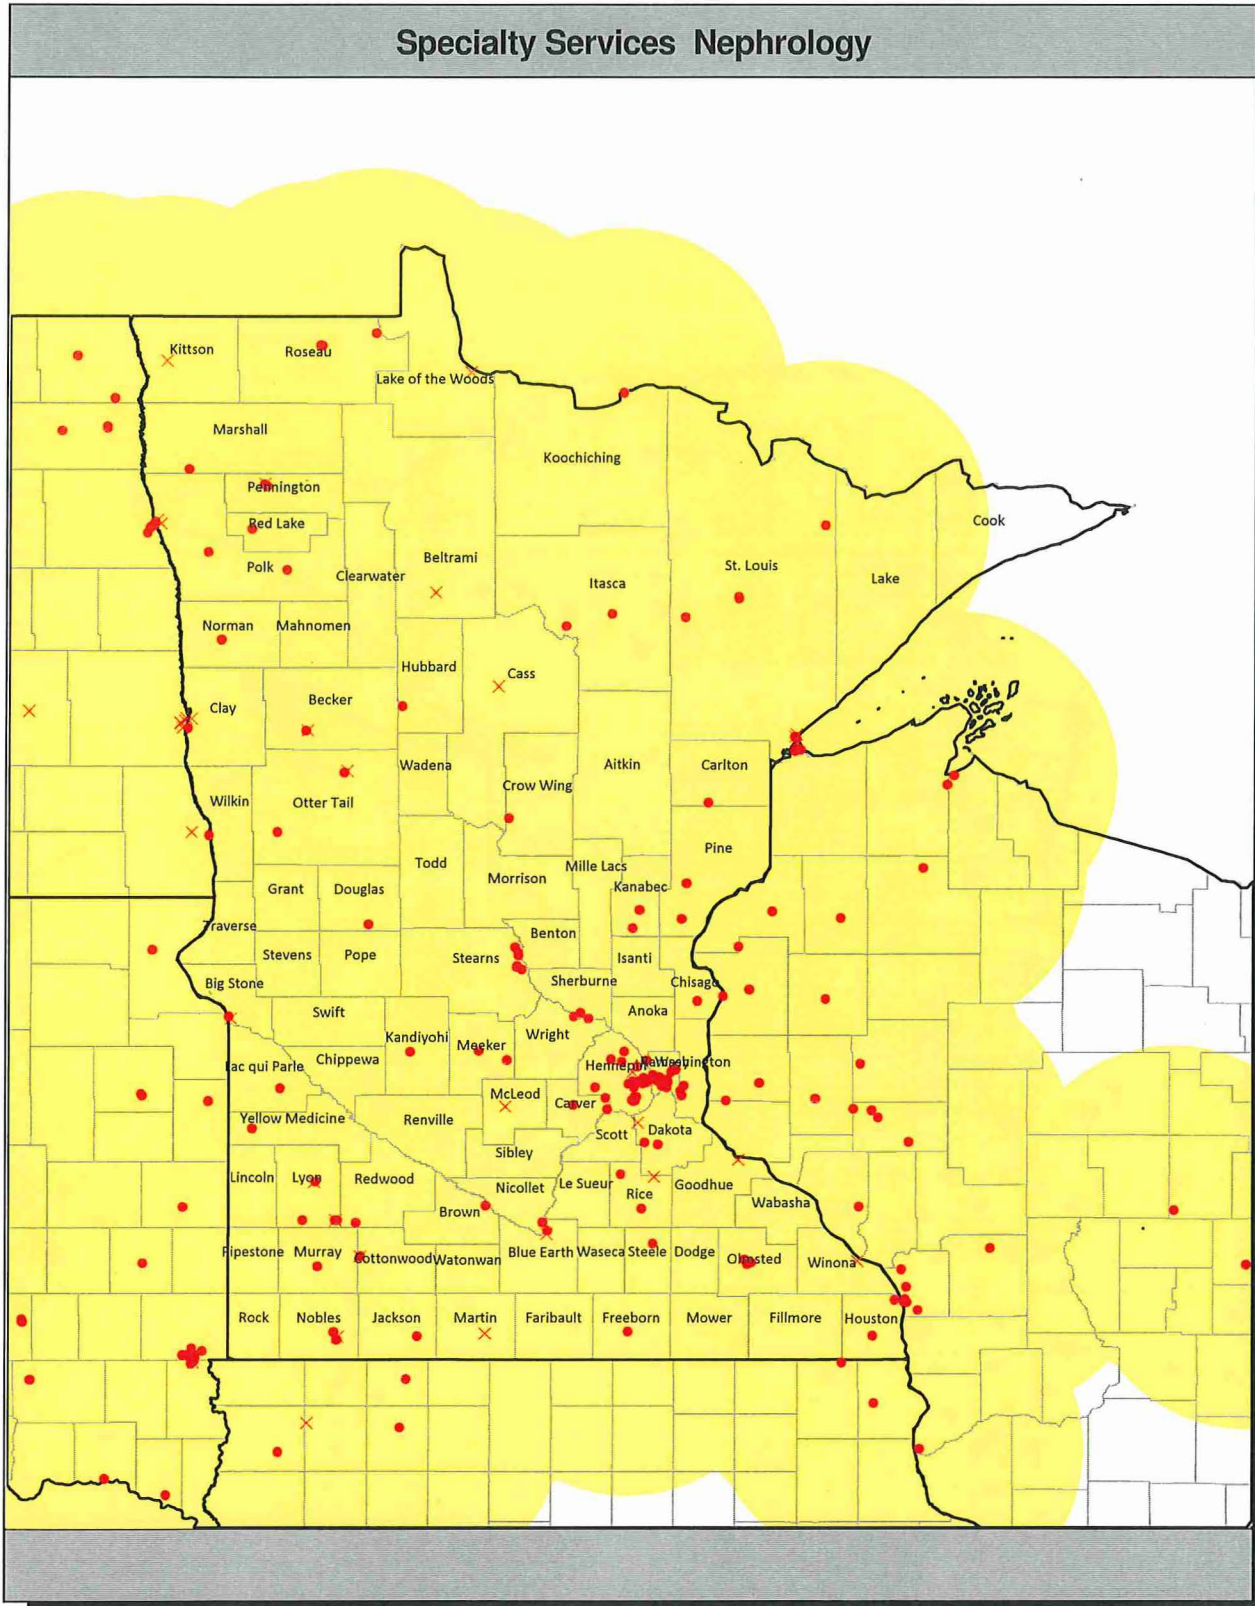 Specialty Services Nephrology
Kittson
Roseau
Lake of the Woods
Marshall
Koochiching
Pennington
Red Lake
Cook
Polk
Clearwater
Beltrami
Itasca
St. Louis
Lake
Norman
Mahnomen
Hubbard
Cass
Clay
Becker
Wadena
Crow Wing
Aitkin
Carlton
Wilkin
Otter Tail
Todd
Morrison
Mille Lacs
Pine
Kanabec
Grant
Douglas
Traverse
Benton
Stevens
Pope
Stearns
Isanti
Big Stone
Sherburne
Chisago
Swift
Anoka
Kandiyohi
Meeker
Wright
Lac qui Parle
Chippewa
Hennepin
Washington
McLeod
Carver
Yellow Medicine
Renville
Scott
Dakota
Sibley
Lincoln
Lyon
Redwood
Nicollet
Le Sueur
Rice
Goodhue
Brown
Wabasha
Pipestone
Murray
Cottonwood
Watonwan
Blue Earth
Waseca
Steele
Dodge
Olmsted
Winona
Rock
Nobles
Jackson
Martin
Faribault
Freeborn
Mower
Fillmore
Houston